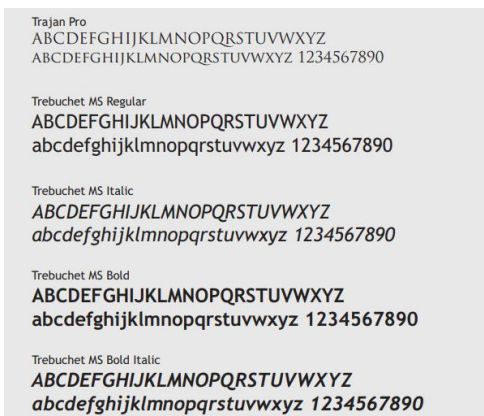 Trajan Pro
ABCDEFGHIJKLMNOPQRSTUVWXYZ
ABCDEFGHIJKLMNOPQRSTUVWXYZ 1234567890
Trebuchet MS Regular
ABCDEFGHIJKLMNOPQRSTUVWXYZ
abcdefghijklmnopqrstuvwxyz 1234567890
Trebuchet MS Italic
ABCDEFGHIJKLMNOPQRSTUVWXYZ
abcdefghijklmnopqrstuvwxyz 1234567890
Trebuchet MS Bold
ABCDEFGHIJKLMNOPQRSTUVWXYZ
abcdefghijklmnopqrstuvwxyz 1234567890
Trebuchet MS Bold Italic
ABCDEFGHIJKLMNOPQRSTUVWXYZ
abcdefghijklmnopqrstuvwxyz 1234567890